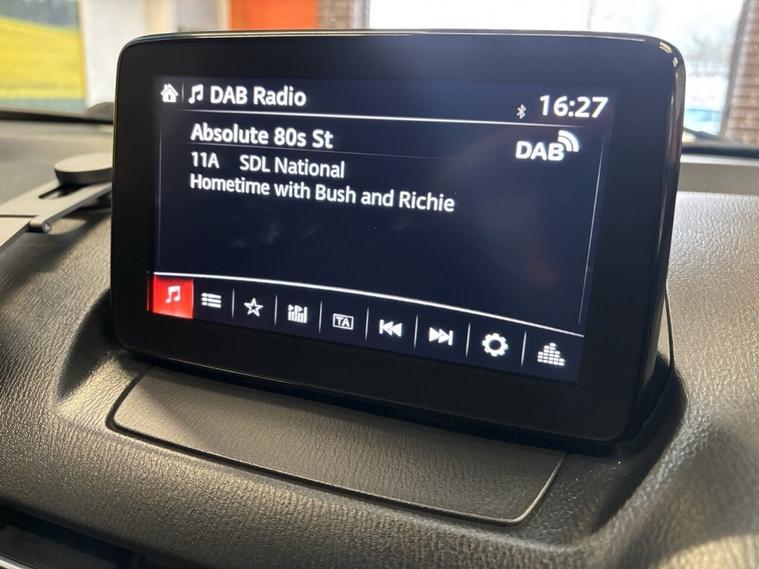 DAB Radio
16:27
Absolute 80s St
DAB
11A SDL National
Hometime with Bush and Richie
TA